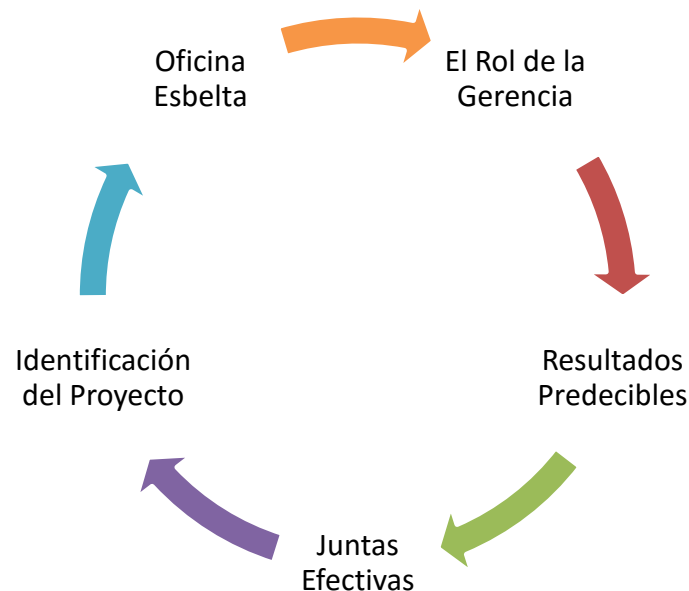 Oficina
Esbelta
El Rol de la
Gerencia
Resultados
Predecibles
Juntas
Efectivas
Identificación
del Proyecto